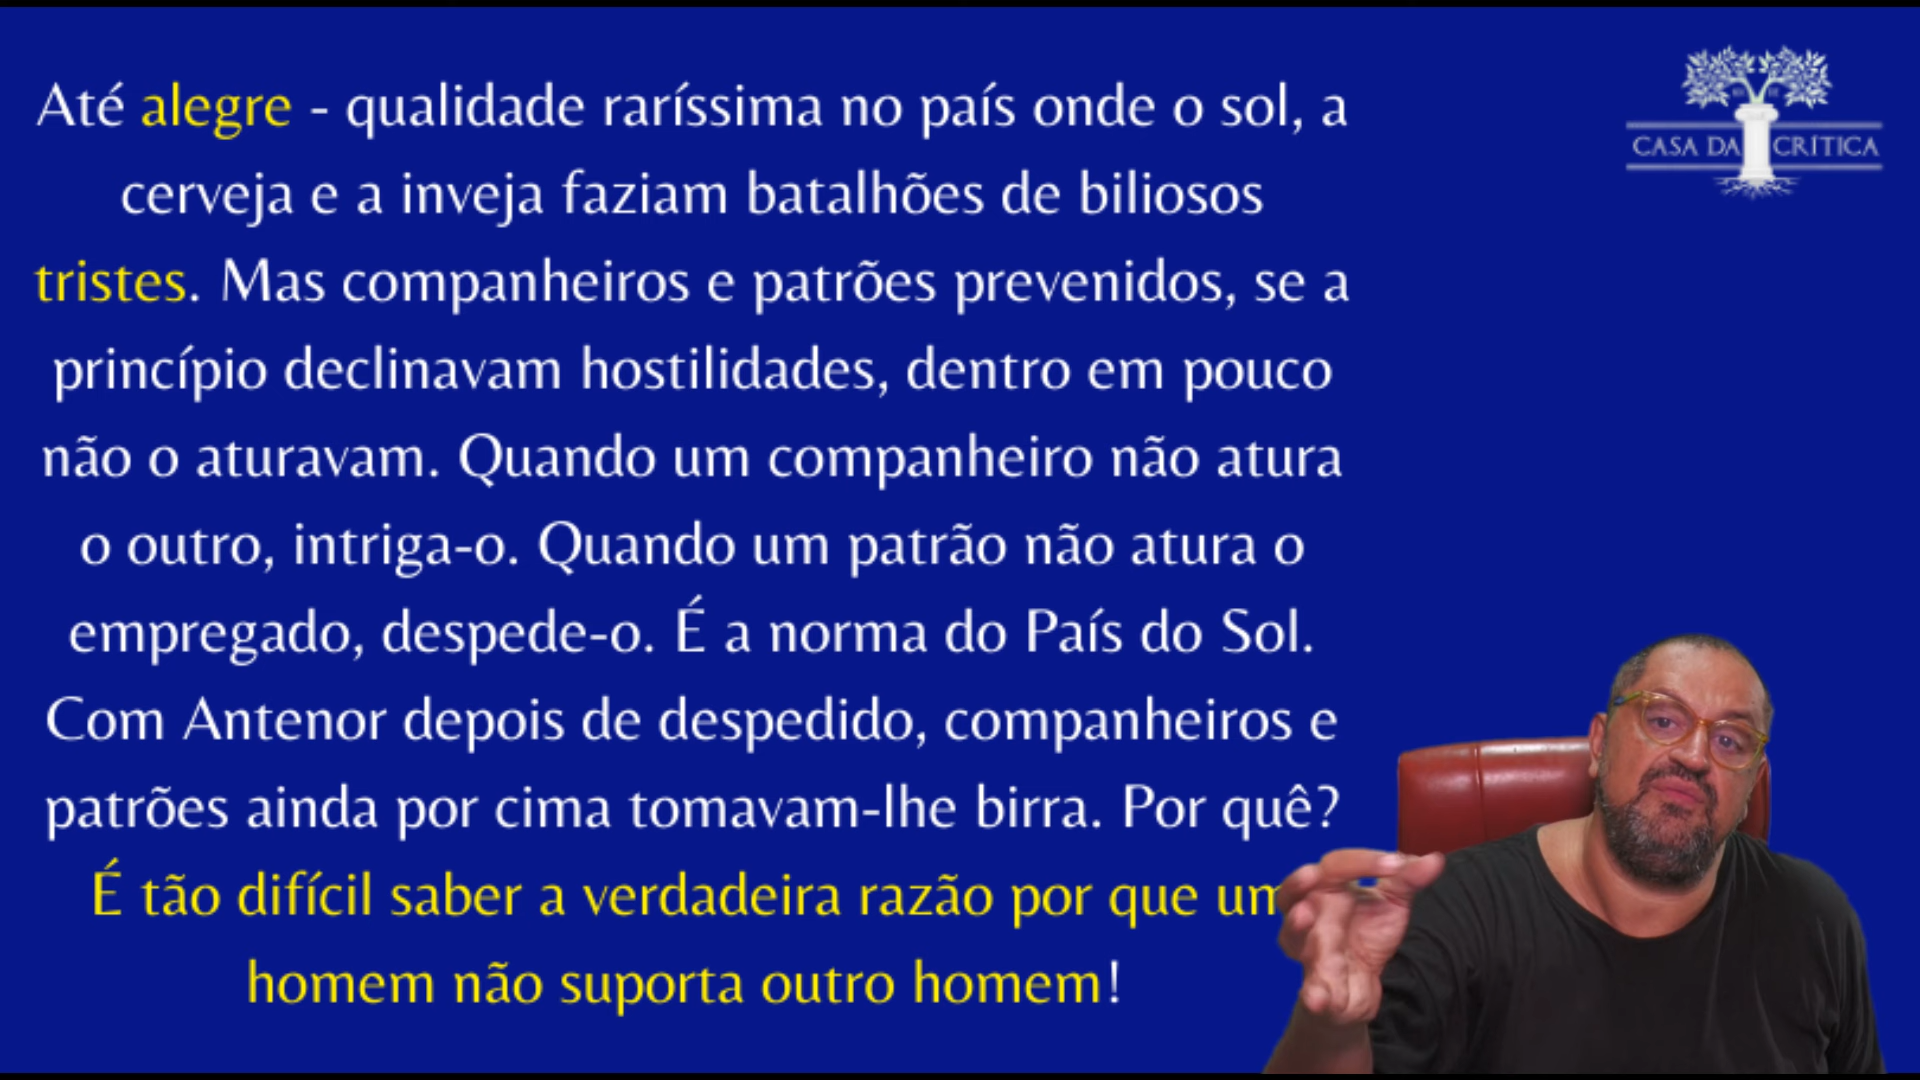 Até alegre - qualidade raríssima no país onde o sol, a
cerveja e a inveja faziam batalhões de biliosos
tristes. Mas companheiros e patrões prevenidos, se a
princípio declinavam hostilidades, dentro em pouco
não o aturavam. Quando um companheiro não atura
o outro, intriga-o. Quando um patrão não atura o
empregado, despede-o. É a norma do País do Sol.
Com Antenor depois de despedido, companheiros e
patrões ainda por cima tomavam-lhe birra. Por quê?
É tão difícil saber a verdadeira razão por que um
homem não suporta outro homem!
CASA DA CRÍTICA